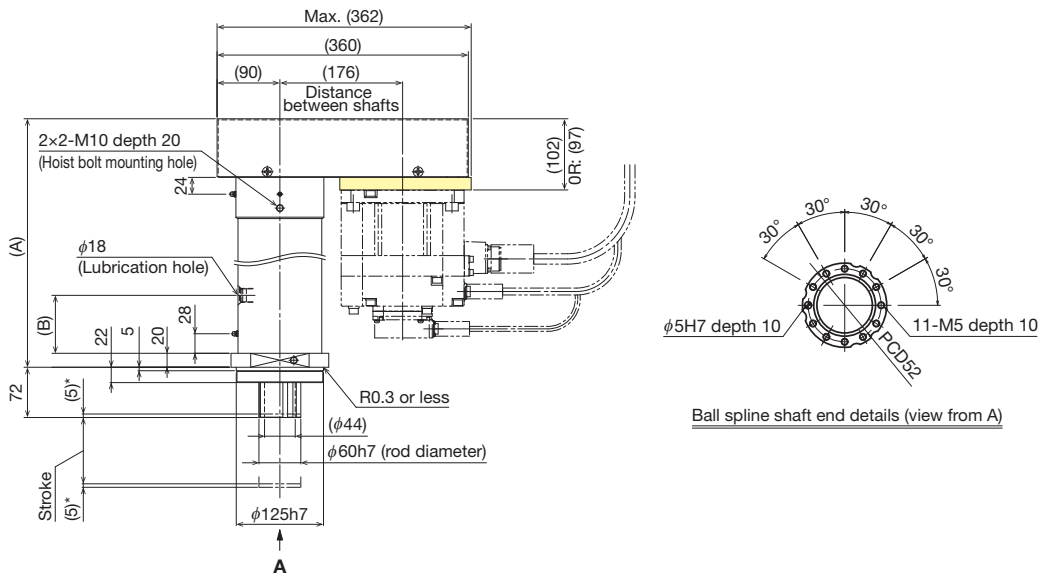 Max. (362)
(360)
(90)
(176)
Distance
between shafts
2×2-M10 depth 20
(Hoist bolt mounting hole)
24
(102)
0R: (97)
(A)
φ18
(Lubrication hole)
(B)
28
22
5
20
72
(5)*
R0.3 or less
(φ44)
φ60h7 (rod diameter)
Stroke
(5)*
φ125h7
A
30°
30°
30°
30°
φ5H7 depth 10
11-M5 depth 10
PCD52
Ball spline shaft end details (view from A)